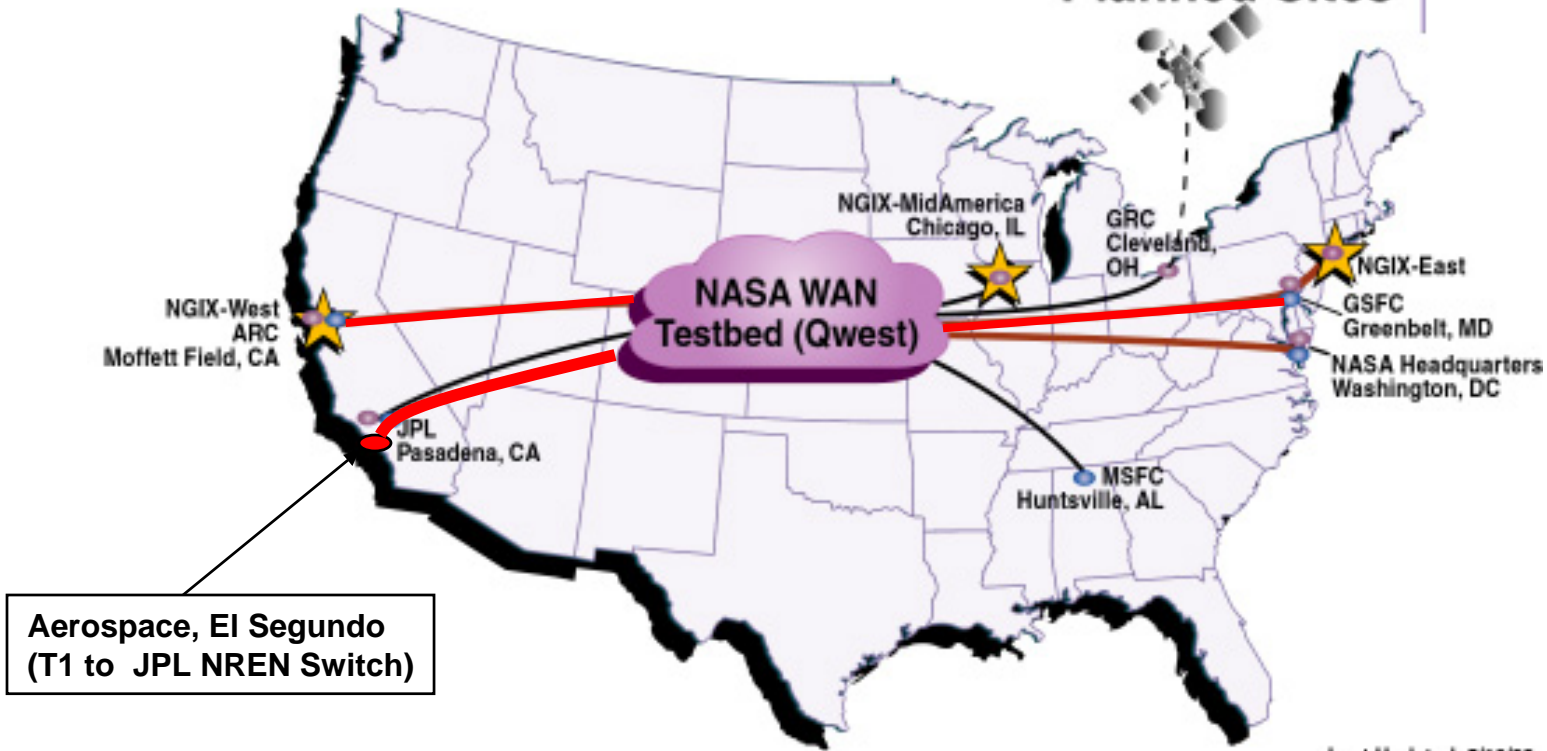 NGIX-MidAmerica
Chicago, IL
GRC
Cleveland,
OH
NGIX-West
ARC
Moffett Field, CA
NASA WAN
Testbed (Qwest)
NGIX-East
GSFC
Greenbelt, MD
NASA Headquarters
Washington, DC
JPL
Pasadena, CA
MSFC
Huntsville, AL
Aerospace, El Segundo
(T1 to JPL NREN Switch)